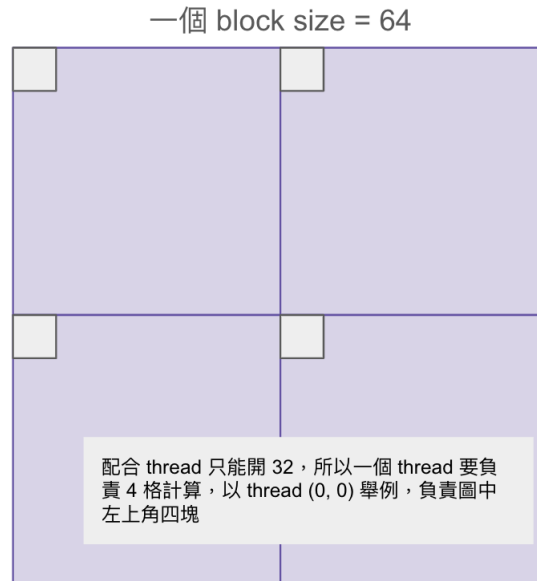 一個 block size = 64
配合 thread 只能開 32，所以一個 thread 要負
責 4 格計算，以 thread (0, 0) 舉例，負責圖中
左上角四塊